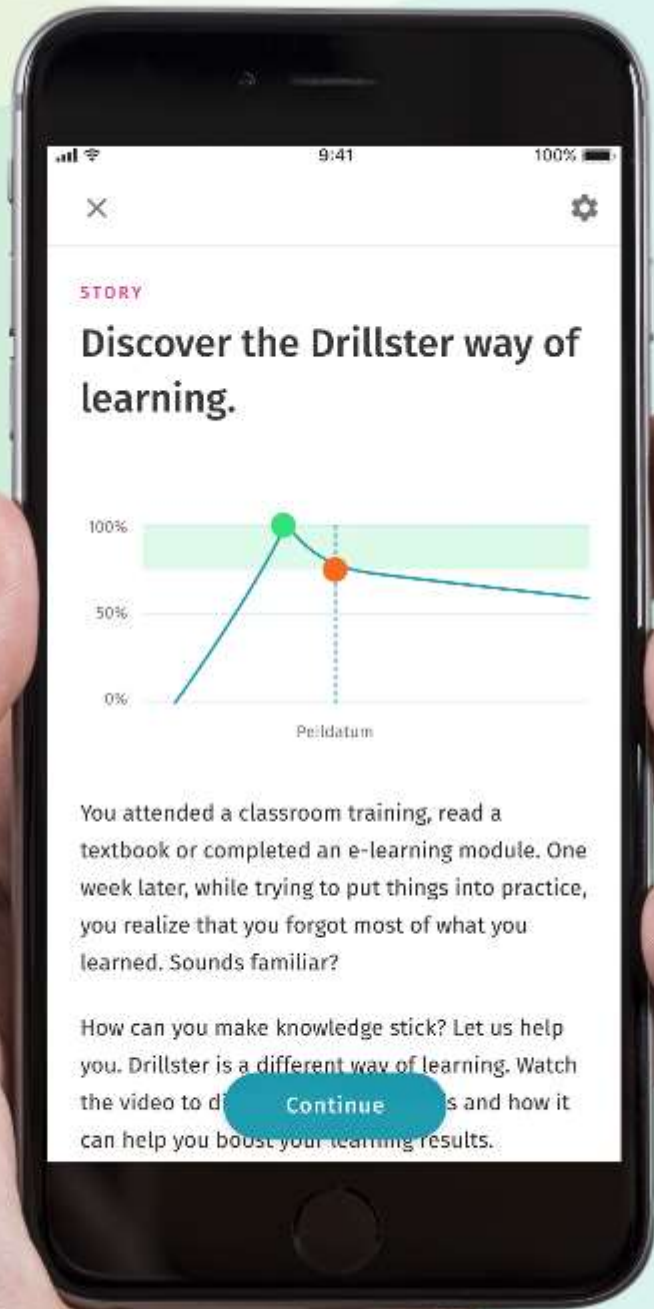 9:41
100%
STORY
Discover the Drillster way of
learning.
100%
50%
0%
Peildatum
You attended a classroom training, read a
textbook or completed an e-learning module. One
week later, while trying to put things into practice,
you realize that you forgot most of what you
learned. Sounds familiar?
How can you make knowledge stick? Let us help
you. Drillster is a different way of learning. Watch
the video to
Continue
and how it
can help you boost your learning results.